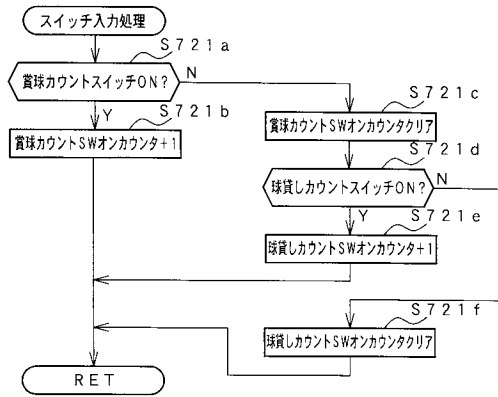 スイッチ入力処理
S721a
賞球カウントスイッチON?
N
Y
S721b
賞球カウントSWオンカウンタ+1
S721c
賞球カウントSWオンカウンタクリア
S721d
球貸しカウントスイッチON?
N
Y
S721e
球貸しカウントSWオンカウンタ+1
S721f
球貸しカウントSWオンカウンタクリア
RET